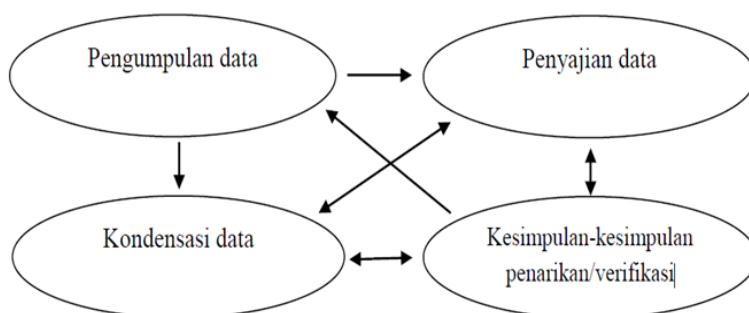 Pengumpulan data
Penyajian data
Kondensasi data
Kesimpulan-kesimpulan
penarikan/verifikasi